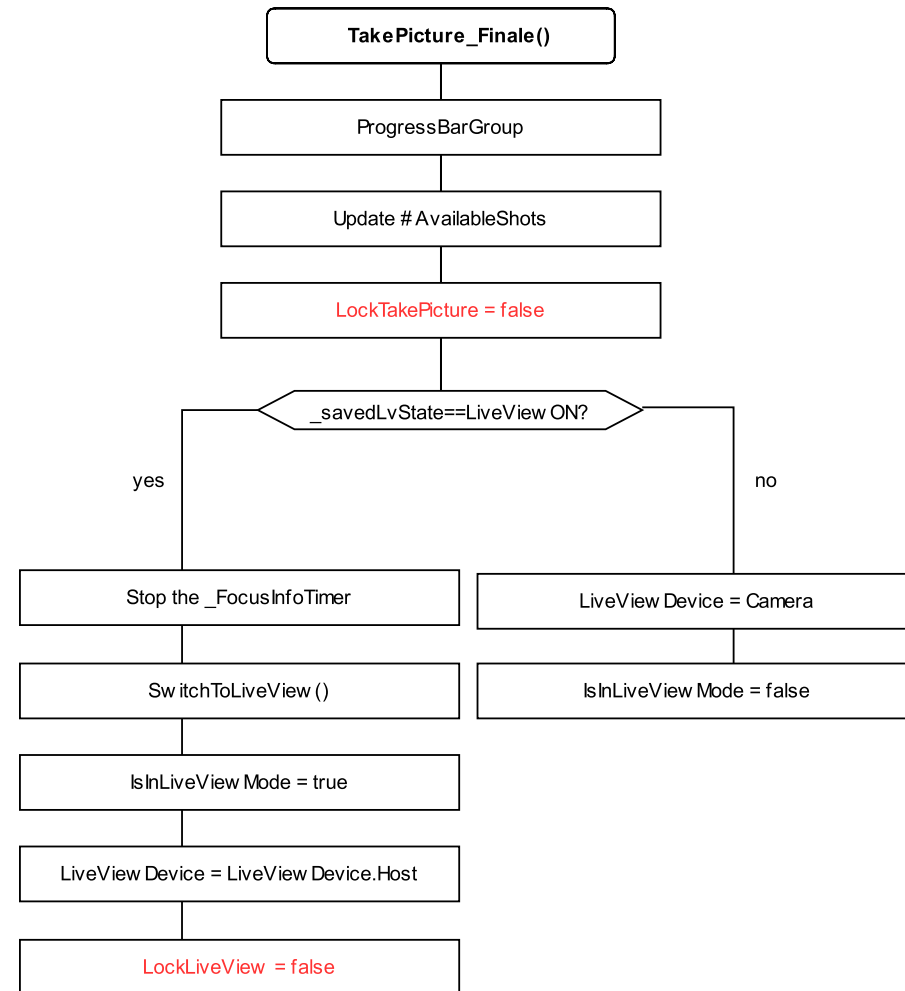 TakePicture_Finale()
ProgressBarGroup
Update # AvailableShots
LockTakePicture = false
_savedLvState==LiveView ON?
yes
no
Stop the _FocusInfoTimer
SwitchToLiveView ()
IsInLiveView Mode = true
LiveView Device = LiveView Device.Host
LockLiveView = false
LiveView Device = Camera
IsInLiveView Mode = false